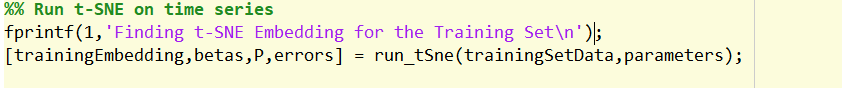 %% Run t-SNE on time series
fprintf(1,'Finding t-SNE Embedding for the Training Set\n');
[trainingEmbedding,betas,P,errors] = run_tSne(trainingSetData,parameters);